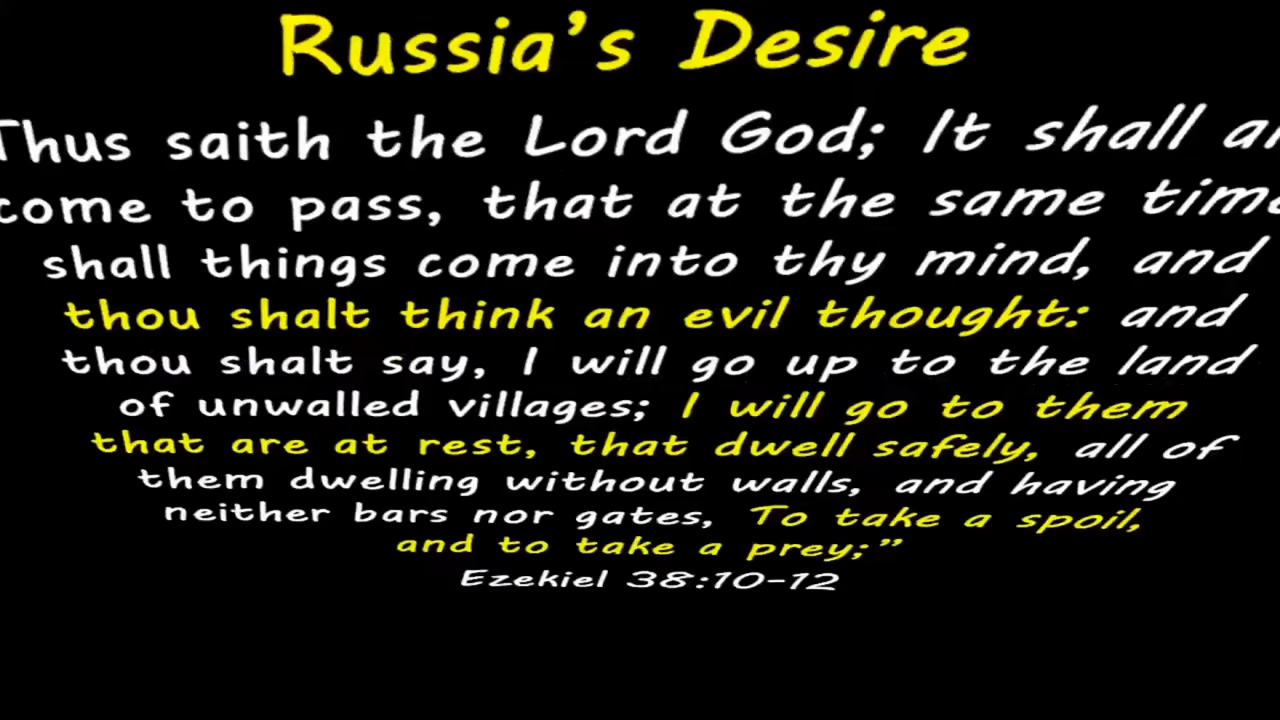 Russia's Desire
Thus saith the Lord God; It shall
come to pass, that at the same time
shall things come into thy mind, and
thou shalt think an evil thought: and
thou shalt say, I will go up to the land
of unwalled villages; I will go to them
that are at rest, that dwell safely, all of
them dwelling without walls, and having
neither bars nor gates, To take a spoil,
and to take a prey;”
Ezekiel 38:10-12